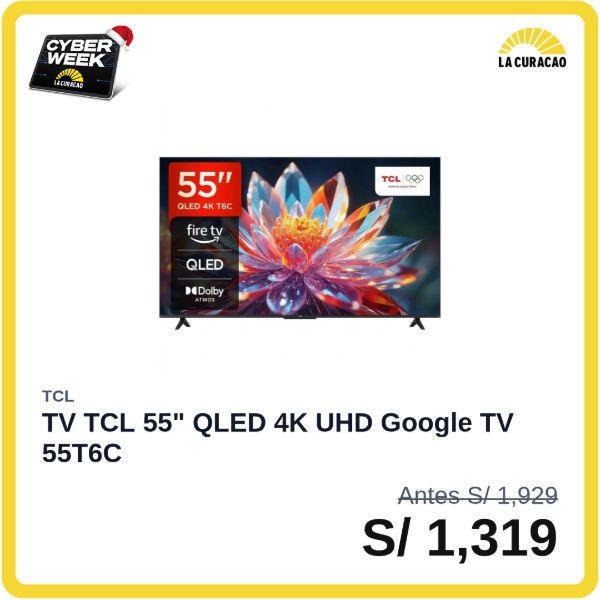 CYBER
WEEK
LA CURACAO
LA CURACAO
55"
QLED 4K T6C
TCL
fire tv
QLED
Dolby
ATMOS
TCL
TV TCL 55" QLED 4K UHD Google TV
55T6C
Antes S/ 1,929
S/ 1,319